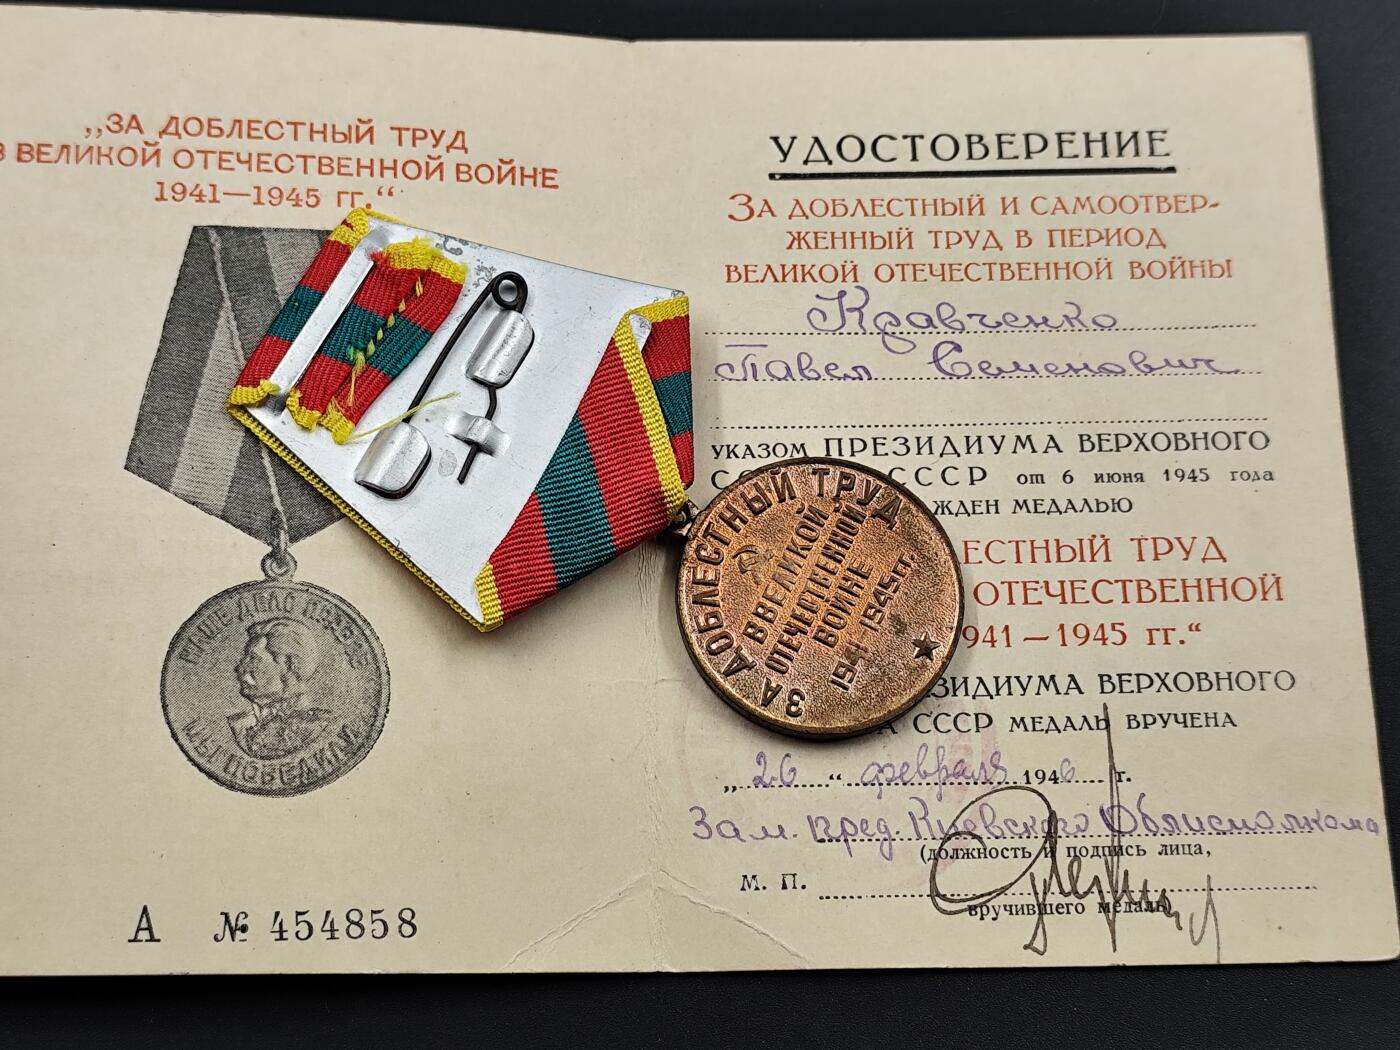 „ЗА ДОБЛЕСТНЫЙ ТРУД
В ВЕЛИКОЙ ОТЕЧЕСТВЕННОЙ ВОЙНЕ
1941—1945 гг.“
НАШЕ ДЕЛО ПРАВОЕ
МЫ ПОБЕДИЛИ
А № 454858
ЗА ДОБЛЕСТНЫЙ ТРУД
В ВЕЛИКОЙ
ОТЕЧЕСТВЕННОЙ
ВОЙНЕ
1941-1945 гг.
УДОСТОВЕРЕНИЕ
ЗА ДОБЛЕСТНЫЙ И САМООТВЕР-
ЖЕННЫЙ ТРУД В ПЕРИОД
ВЕЛИКОЙ ОТЕЧЕСТВЕННОЙ ВОЙНЫ
Кравченко
Павел Семенович
УКАЗОМ ПРЕЗИДИУМА ВЕРХОВНОГО
СССР от 6 июня 1945 года
ЖДЕН МЕДАЛЬЮ
ЕСТНЫЙ ТРУД
ОТЕЧЕСТВЕННОЙ
941—1945 гг.“
ЗИДИУМА ВЕРХОВНОГО
А СССР МЕДАЛЬ ВРУЧЕНА
„26“ февраля 1946 г.
Зам. пред. Киевского Облисполкома
(должность и подпись лица,
М. П.
вручившего медаль)